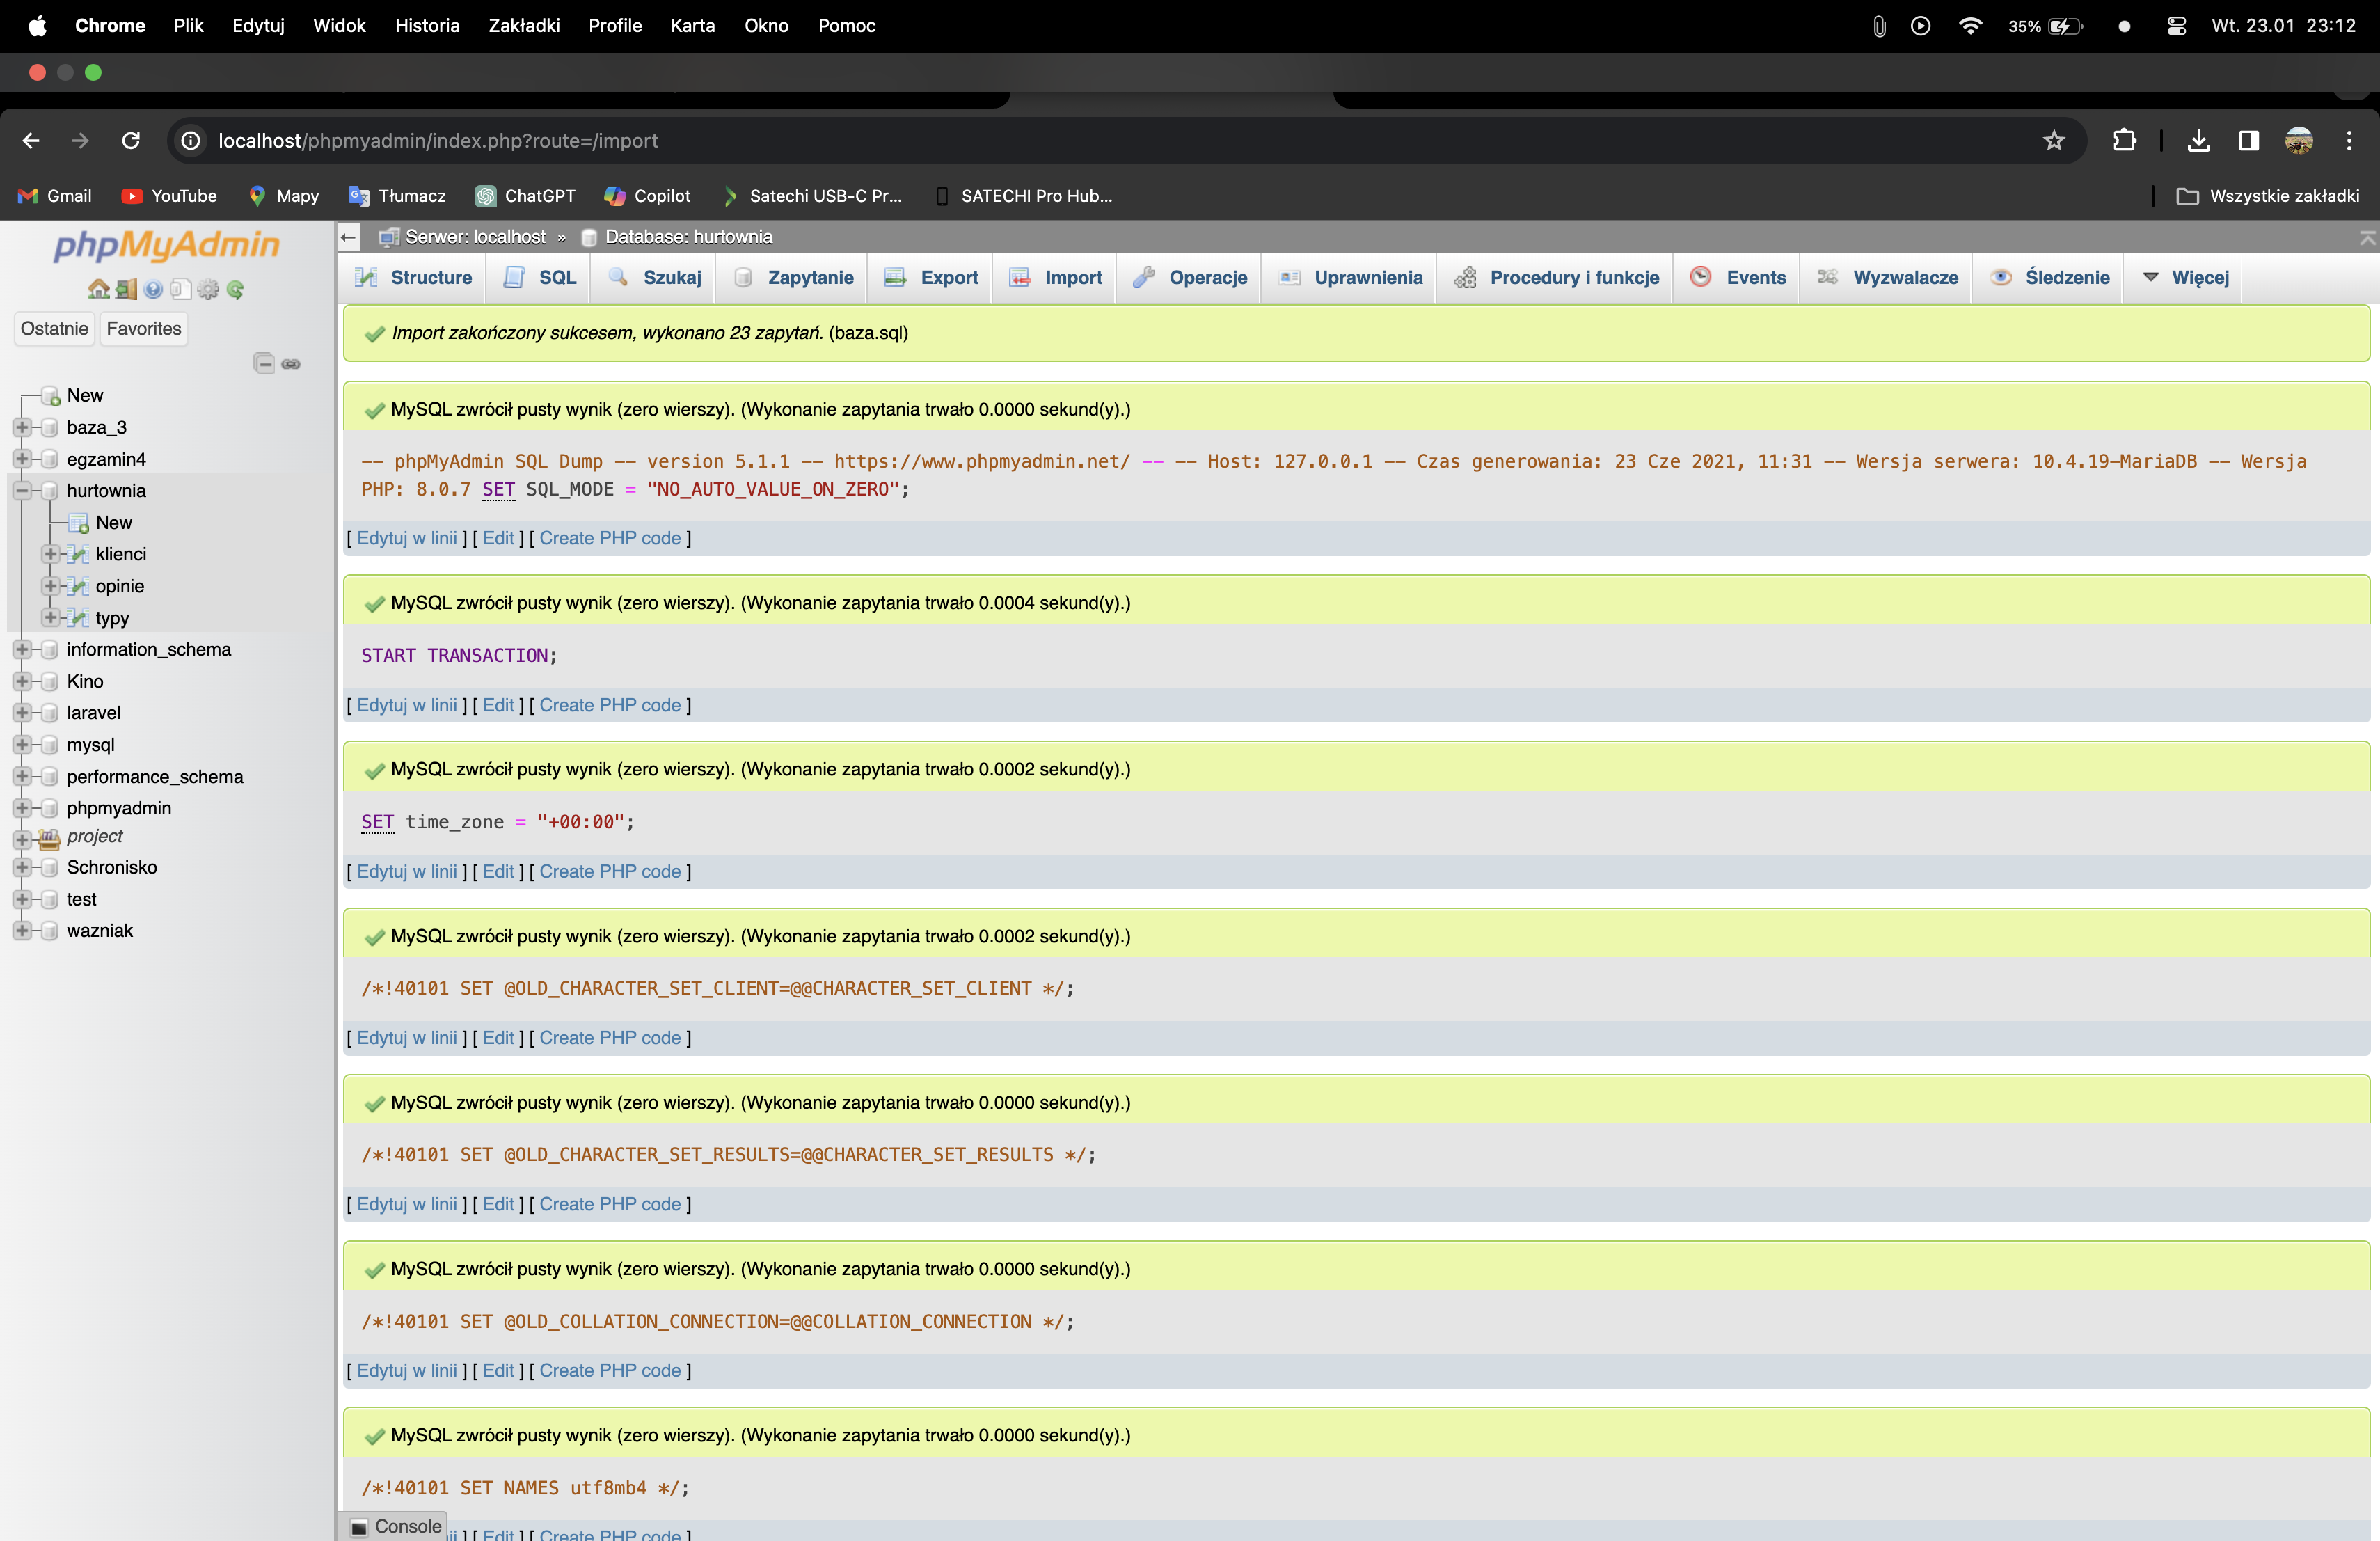 Chrome Plik Edytuj Widok Historia Zakładki Profile Karta Okno Pomoc 35% Wt. 23.01 23:12
localhost/phpmyadmin/index.php?route=/import
Gmail YouTube Mapy Tłumacz ChatGPT Copilot Satechi USB-C Pr... SATECHI Pro Hub... Wszystkie zakładki
phpMyAdmin
Ostatnie Favorites
New
baza_3
egzamin4
hurtownia
New
klienci
opinie
typy
information_schema
Kino
laravel
mysql
performance_schema
phpmyadmin
project
Schronisko
test
wazniak
Serwer: localhost » Database: hurtownia
Structure SQL Szukaj Zapytanie Export Import Operacje Uprawnienia Procedury i funkcje Events Wyzwalacze Śledzenie Więcej
Import zakończony sukcesem, wykonano 23 zapytań. (baza.sql)
MySQL zwrócił pusty wynik (zero wierszy). (Wykonanie zapytania trwało 0.0000 sekund(y).)
-- phpMyAdmin SQL Dump -- version 5.1.1 -- https://www.phpmyadmin.net/ -- -- Host: 127.0.0.1 -- Czas generowania: 23 Cze 2021, 11:31 -- Wersja serwera: 10.4.19-MariaDB -- Wersja
PHP: 8.0.7 SET SQL_MODE = "NO_AUTO_VALUE_ON_ZERO";
[ Edytuj w linii ] [ Edit ] [ Create PHP code ]
MySQL zwrócił pusty wynik (zero wierszy). (Wykonanie zapytania trwało 0.0004 sekund(y).)
START TRANSACTION;
[ Edytuj w linii ] [ Edit ] [ Create PHP code ]
MySQL zwrócił pusty wynik (zero wierszy). (Wykonanie zapytania trwało 0.0002 sekund(y).)
SET time_zone = "+00:00";
[ Edytuj w linii ] [ Edit ] [ Create PHP code ]
MySQL zwrócił pusty wynik (zero wierszy). (Wykonanie zapytania trwało 0.0002 sekund(y).)
/*!40101 SET @OLD_CHARACTER_SET_CLIENT=@@CHARACTER_SET_CLIENT */;
[ Edytuj w linii ] [ Edit ] [ Create PHP code ]
MySQL zwrócił pusty wynik (zero wierszy). (Wykonanie zapytania trwało 0.0000 sekund(y).)
/*!40101 SET @OLD_CHARACTER_SET_RESULTS=@@CHARACTER_SET_RESULTS */;
[ Edytuj w linii ] [ Edit ] [ Create PHP code ]
MySQL zwrócił pusty wynik (zero wierszy). (Wykonanie zapytania trwało 0.0000 sekund(y).)
/*!40101 SET @OLD_COLLATION_CONNECTION=@@COLLATION_CONNECTION */;
[ Edytuj w linii ] [ Edit ] [ Create PHP code ]
MySQL zwrócił pusty wynik (zero wierszy). (Wykonanie zapytania trwało 0.0000 sekund(y).)
/*!40101 SET NAMES utf8mb4 */;
Console ii ] [ Edit ] [ Create PHP code ]